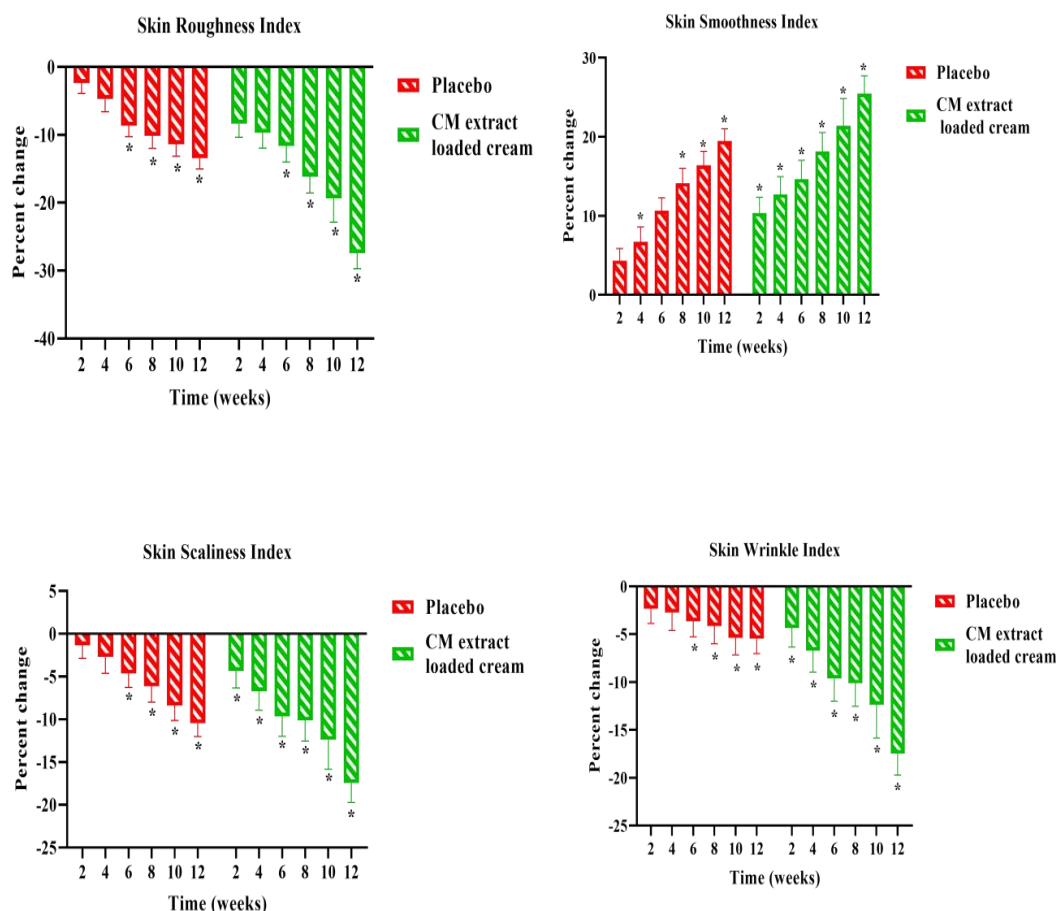 Skin Roughness Index
0
-10
-20
-30
-40
Percent change
* * * * * * * *
2 4 6 8 10 12 2 4 6 8 10 12
Time (weeks)
Placebo
CM extract
loaded cream
Skin Smoothness Index
30
20
10
0
Percent change
* * * * * * * * * *
2 4 6 8 10 12 2 4 6 8 10 12
Time (weeks)
Placebo
CM extract
loaded cream
Skin Scaliness Index
5
0
-5
-10
-15
-20
-25
Percent change
* * * * * * * * * *
2 4 6 8 10 12 2 4 6 8 10 12
Time (weeks)
Placebo
CM extract
loaded cream
Skin Wrinkle Index
0
-5
-10
-15
-20
-25
Percent change
* * * * * * * * * *
2 4 6 8 10 12 2 4 6 8 10 12
Time (weeks)
Placebo
CM extract
loaded cream